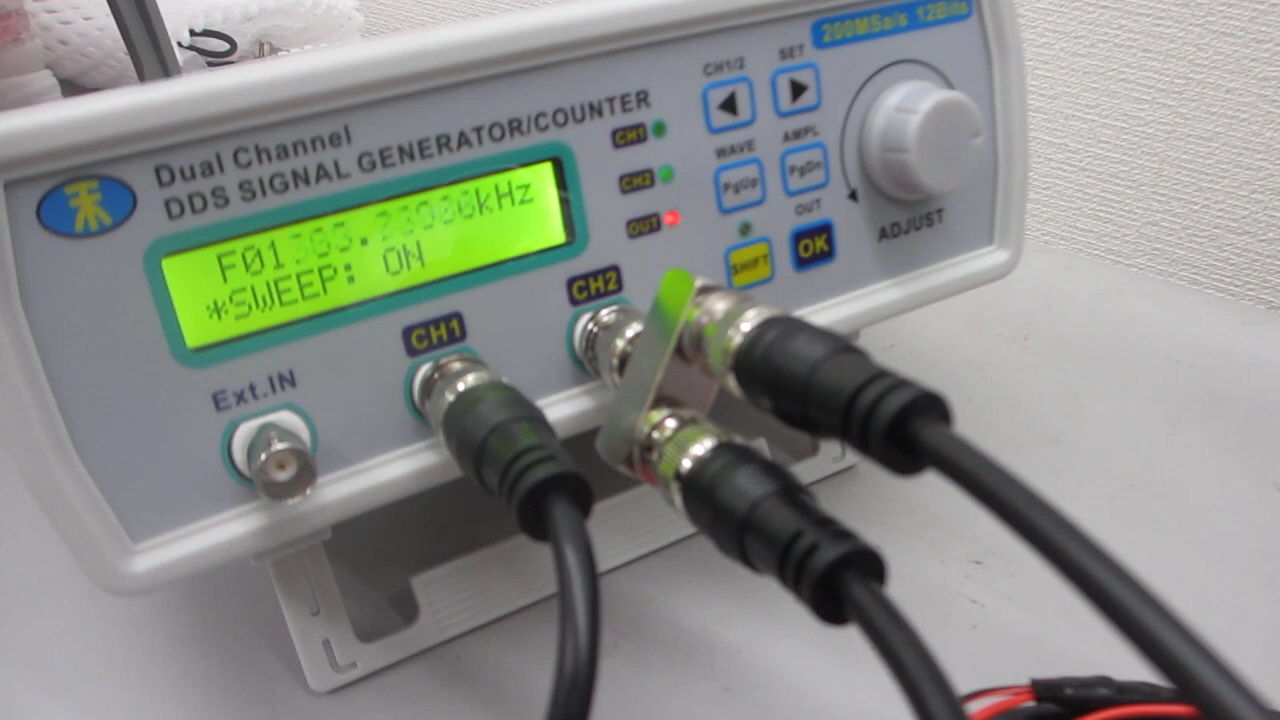 200MSa/s 12Bits
Dual Channel
DDS SIGNAL GENERATOR/COUNTER
CH1/2
SET
CH1
CH2
OUT
WAVE
AMPL
PgUp
PgDn
OUT
SHIFT
OK
ADJUST
*SWEEP: ON
Ext.IN
CH1
CH2